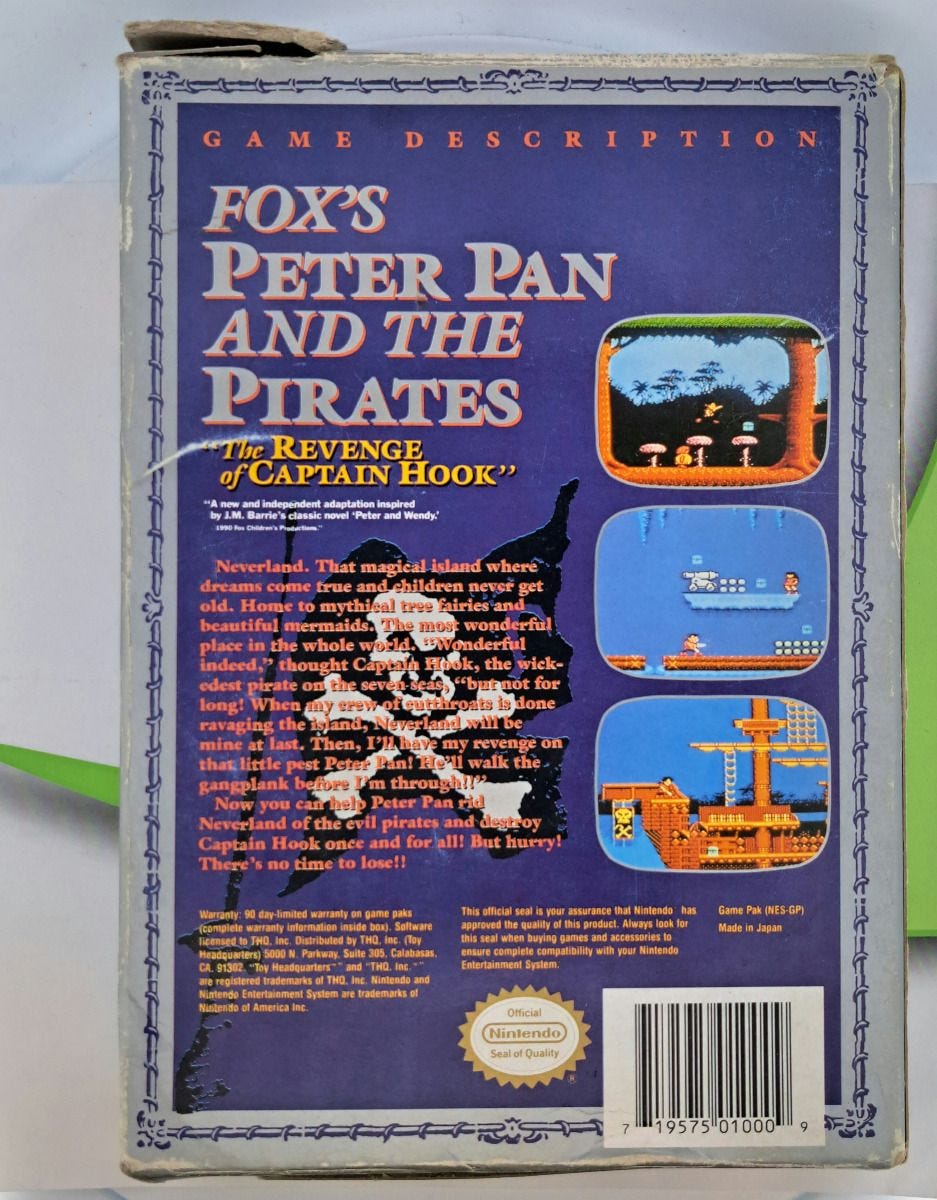 GAME DESCRIPTION
FOX'S
PETER PAN
AND THE
PIRATES
"The REVENGE
of CAPTAIN HOOK"
"A new and independent adaptation inspired
by J.M. Barrie's classic novel 'Peter and Wendy.'
1990 Fox Children's Productions."
Neverland. That magical island where
dreams come true and children never get
old. Home to mythical tree fairies and
beautiful mermaids. The most wonderful
place in the whole world. "Wonderful
indeed," thought Captain Hook, the wick-
edest pirate on the seven seas, "but not for
long! When my crew of cutthroats is done
ravaging the island, Neverland will be
mine at last. Then, I'll have my revenge on
that little pest Peter Pan! He'll walk the
gangplank before I'm through!!"
Now you can help Peter Pan rid
Neverland of the evil pirates and destroy
Captain Hook once and for all! But hurry!
There's no time to lose!!
Warranty: 90 day-limited warranty on game paks
(complete warranty information inside box). Software
licensed to THQ, Inc. Distributed by THQ, Inc. (Toy
Headquarters) 5000 N. Parkway, Suite 305, Calabasas,
CA. 91302. "Toy Headquarters™" and "THQ, Inc.™"
are registered trademarks of THQ, Inc. Nintendo and
Nintendo Entertainment System are trademarks of
Nintendo of America Inc.
This official seal is your assurance that Nintendo has
approved the quality of this product. Always look for
this seal when buying games and accessories to
ensure complete compatibility with your Nintendo
Entertainment System.
Game Pak (NES-GP)
Made in Japan
Official
Nintendo
Seal of Quality
®
7 19575 01000 9